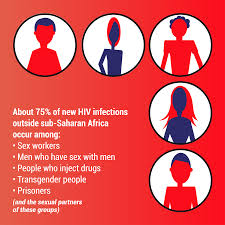 About 75% of new HIV infections
outside sub-Saharan Africa
occur among:
• Sex workers
• Men who have sex with men
• People who inject drugs
• Transgender people
• Prisoners
(and the sexual partners
of these groups)